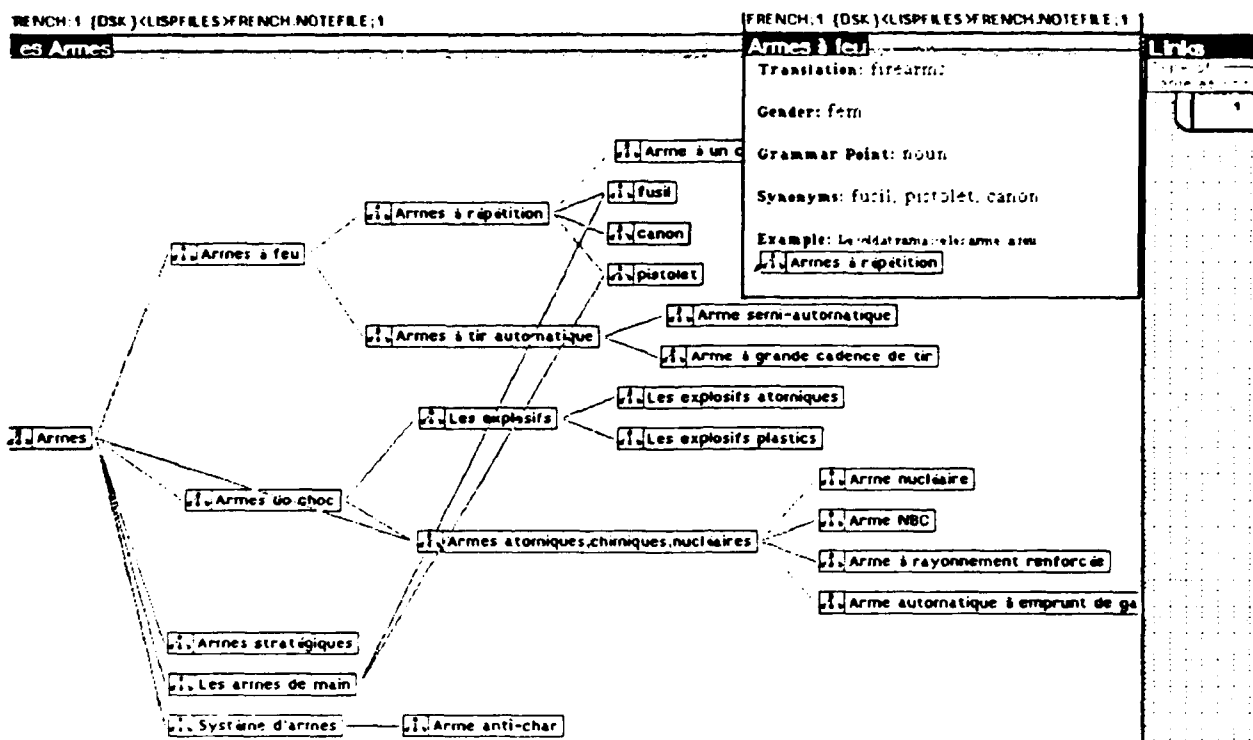 RENCH;1 {DSK}<LISPFILES>FRENCH.NOTEFILE;1
es Armes
FRENCH;1 {DSK}<LISPFILES>FRENCH.NOTEFILE;1
Armes à feu
Translation: firearms
Gender: fem
Grammar Point: noun
Synonyms: fusil, pistolet, canon
Example:
Armes à répétition
Links
1
Arme à un c
fusil
Armes à répétition
canon
Armes à feu
pistolet
Arme semi-automatique
Armes à tir automatique
Arme à grande cadence de tir
Les explosifs atomiques
Les explosifs
Armes
Les explosifs plastics
Arme nucléaire
Armes de choc
Arme NBC
Armes atomiques,chimiques,nucléaires
Arme à rayonnement renforcée
Arme automatique à emprunt de ga
Armes stratégiques
Les armes de main
Système d'armes
Arme anti-char